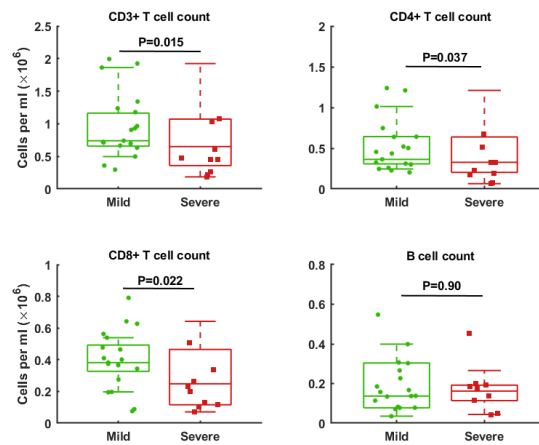 CD3+ T cell count
P=0.015
Cells per ml (×10⁶)
2
1.5
1
0.5
0
Mild Severe
CD4+ T cell count
P=0.037
2
1.5
1
0.5
0
Mild Severe
CD8+ T cell count
P=0.022
Cells per ml (×10⁶)
1
0.8
0.6
0.4
0.2
0
Mild Severe
B cell count
P=0.90
0.8
0.6
0.4
0.2
0
Mild Severe